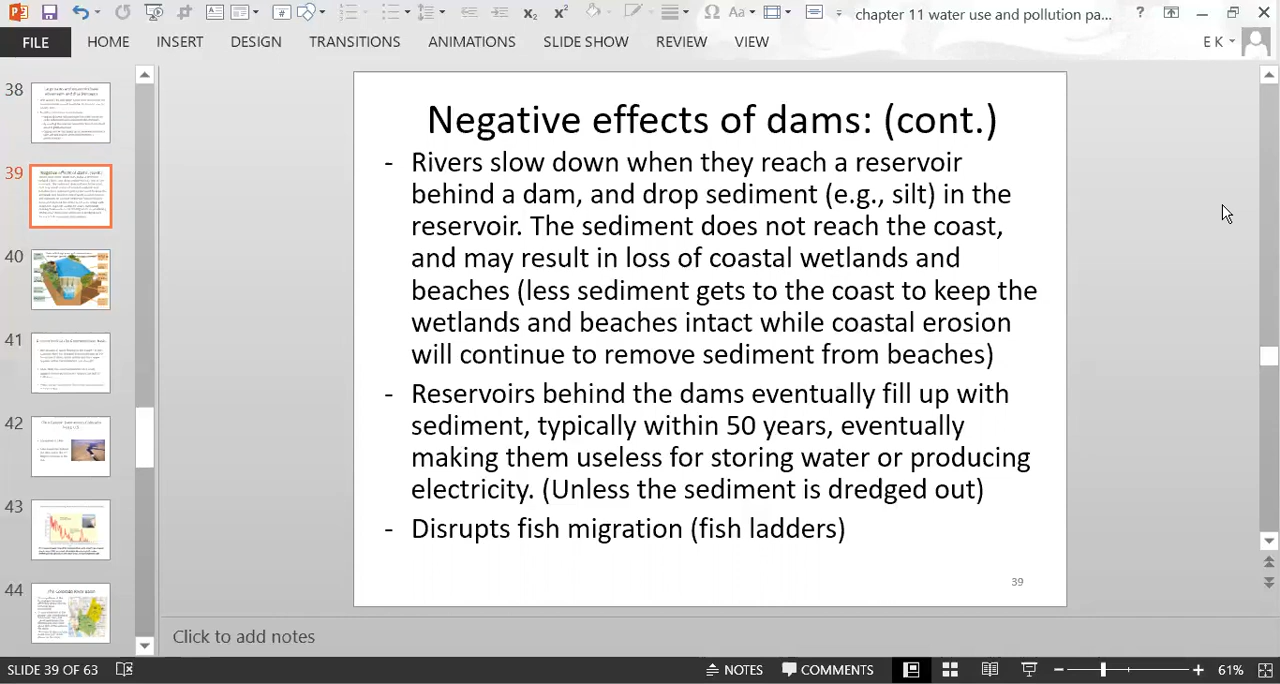 chapter 11 water use and pollution pa...
FILE HOME INSERT DESIGN TRANSITIONS ANIMATIONS SLIDE SHOW REVIEW VIEW E K
38
39
40
41
42
43
44
Negative effects of dams: (cont.)
- Rivers slow down when they reach a reservoir
behind a dam, and drop sediment (e.g., silt) in the
reservoir. The sediment does not reach the coast,
and may result in loss of coastal wetlands and
beaches (less sediment gets to the coast to keep the
wetlands and beaches intact while coastal erosion
will continue to remove sediment from beaches)
- Reservoirs behind the dams eventually fill up with
sediment, typically within 50 years, eventually
making them useless for storing water or producing
electricity. (Unless the sediment is dredged out)
- Disrupts fish migration (fish ladders)
39
Click to add notes
SLIDE 39 OF 63 NOTES COMMENTS 61%